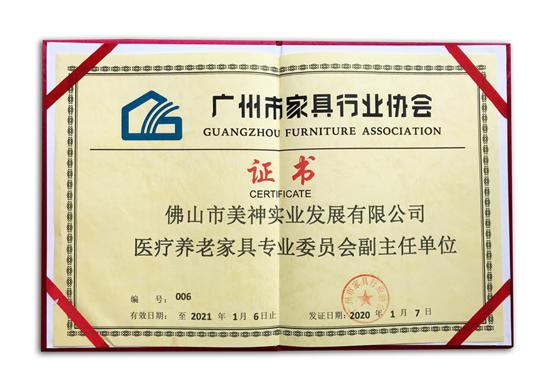 广州市家具行业协会
GUANGZHOU FURNITURE ASSOCIATION
证书
CERTIFICATE
佛山市美神实业发展有限公司
医疗养老家具专业委员会副主任单位
编 号：006
有效日期：至 2021 年 1 月 6 日止
发证日期：2020 年 1 月 7 日